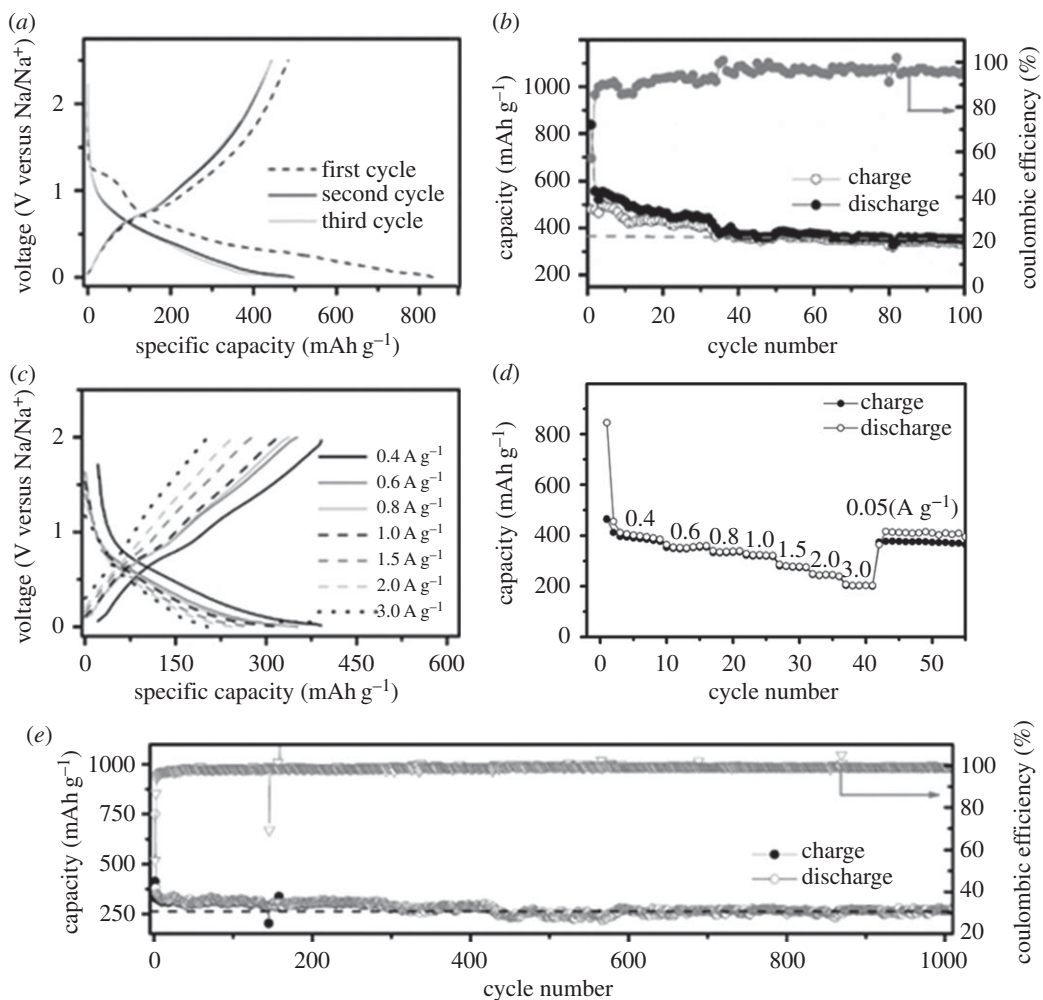 (a)
voltage (V versus Na/Na⁺)
2
1
0
first cycle
second cycle
third cycle
0 200 400 600 800
specific capacity (mAh g⁻¹)
(b)
capacity (mAh g⁻¹)
1000
800
600
400
200
charge
discharge
100
80
60
40
20
0
coulombic efficiency (%)
0 20 40 60 80 100
cycle number
(c)
voltage (V versus Na/Na⁺)
2
1
0
0.4 A g⁻¹
0.6 A g⁻¹
0.8 A g⁻¹
1.0 A g⁻¹
1.5 A g⁻¹
2.0 A g⁻¹
3.0 A g⁻¹
0 150 300 450 600
specific capacity (mAh g⁻¹)
(d)
capacity (mAh g⁻¹)
800
600
400
200
0
charge
discharge
0.05(A g⁻¹)
0.4 0.6 0.8 1.0 1.5 2.0 3.0
0 10 20 30 40 50
cycle number
(e)
capacity (mAh g⁻¹)
1000
750
500
250
charge
discharge
100
80
60
40
20
coulombic efficiency (%)
0 200 400 600 800 1000
cycle number